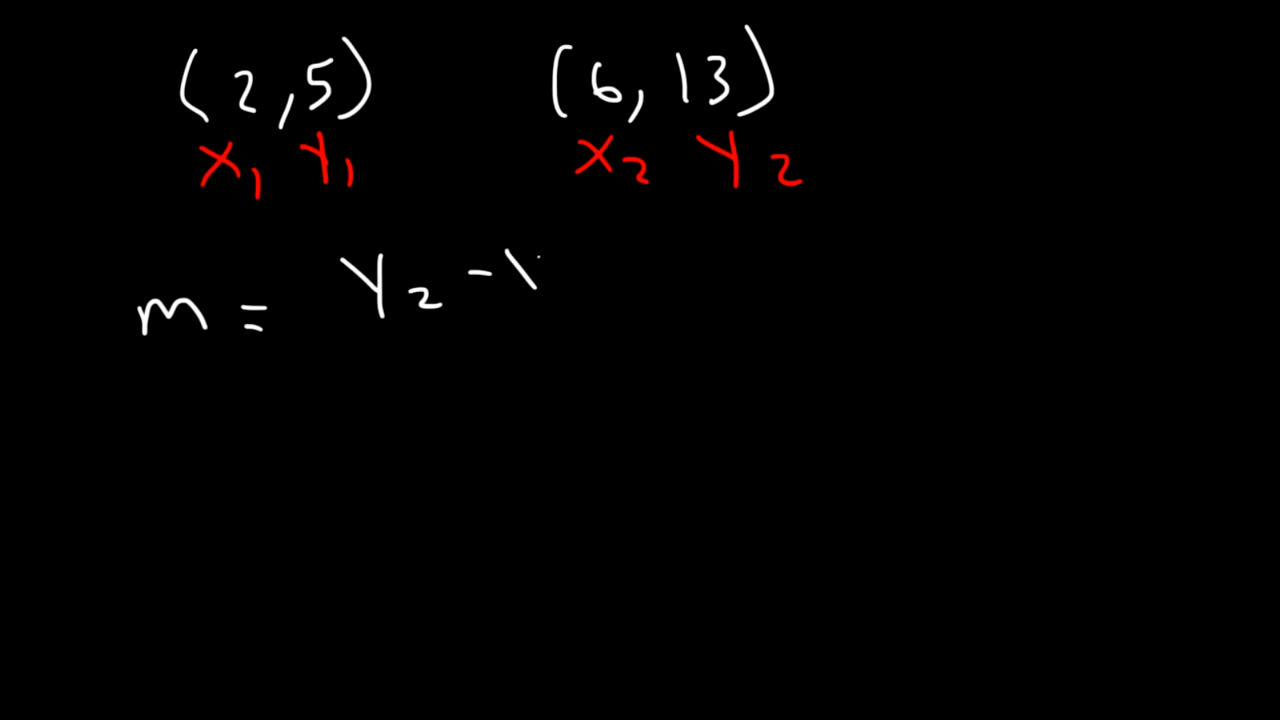 (2,5) (6,13)
X₁ Y₁ X₂ Y₂
m = Y₂ -